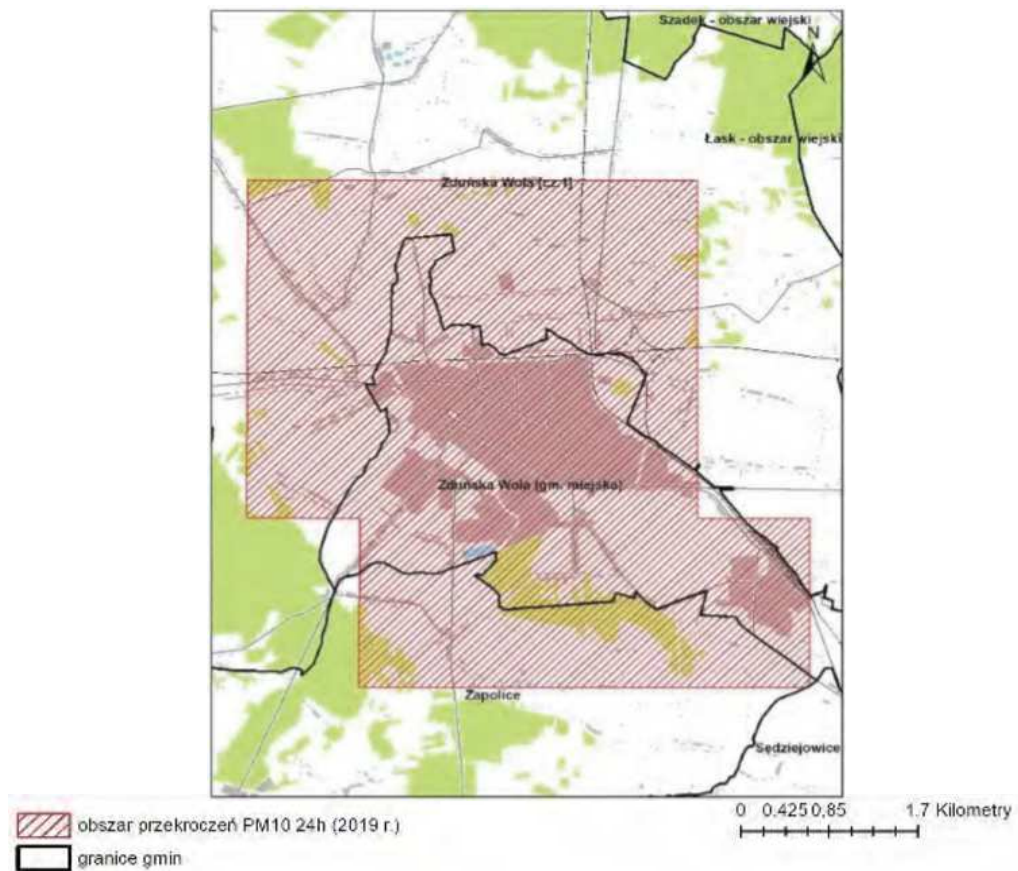 Szadek - obszar wiejski
N
Łask - obszar wiejski
Zduńska Wola [cz.1]
Zduńska Wola (gm. miejska)
Zapolice
Sędziejowice
obszar przekroczeń PM10 24h (2019 r.)
granice gmin
0 0.425 0.85 1.7 Kilometry